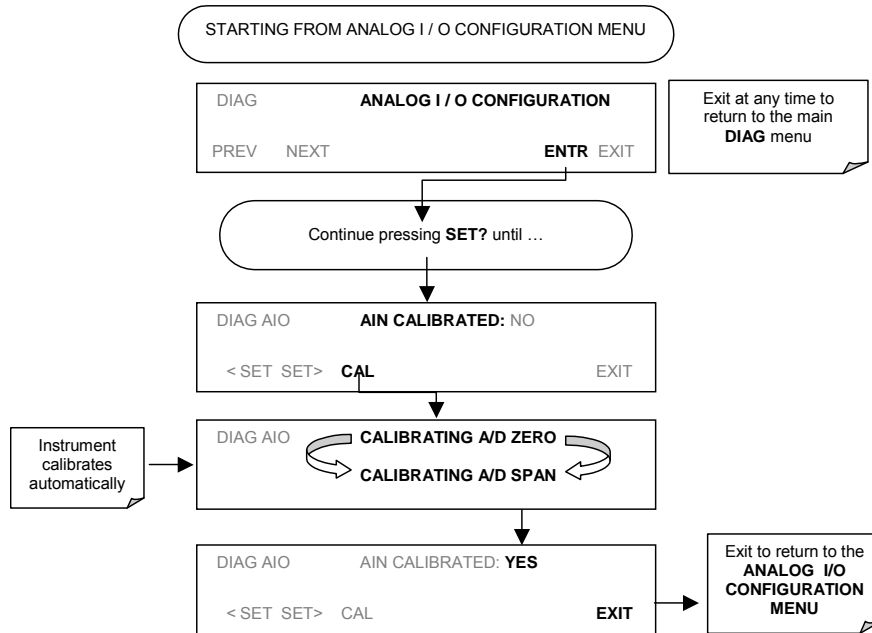 STARTING FROM ANALOG I / O CONFIGURATION MENU
DIAG ANALOG I / O CONFIGURATION
PREV NEXT ENTR EXIT
Exit at any time to
return to the main
DIAG menu
Continue pressing SET? until …
DIAG AIO AIN CALIBRATED: NO
< SET SET> CAL EXIT
Instrument
calibrates
automatically
DIAG AIO CALIBRATING A/D ZERO
CALIBRATING A/D SPAN
DIAG AIO AIN CALIBRATED: YES
< SET SET> CAL EXIT
Exit to return to the
ANALOG I/O
CONFIGURATION
MENU